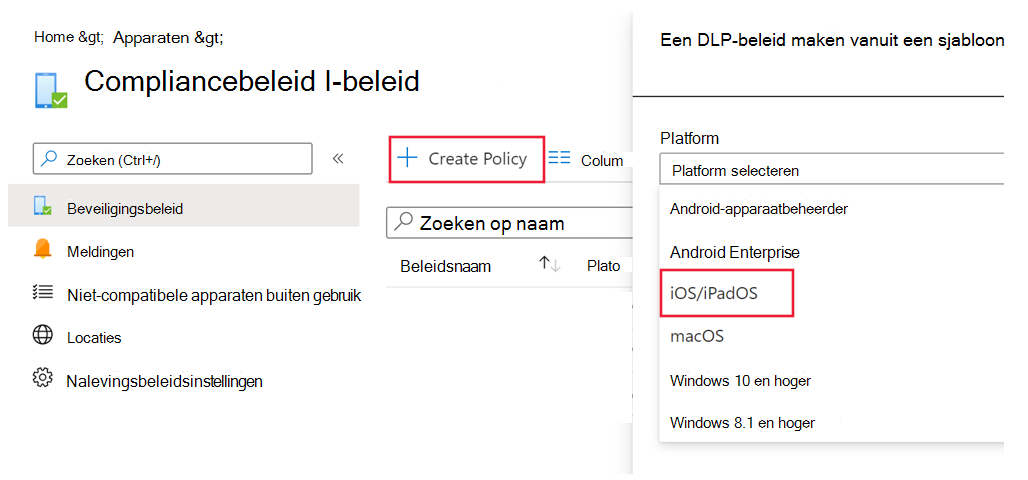 Home &gt; Apparaten &gt;
Compliancebeleid I-beleid
Zoeken (Ctrl+/)
«
Beveiligingsbeleid
Meldingen
Niet-compatibele apparaten buiten gebruik
Locaties
Nalevingsbeleidsinstellingen
Create Policy
Colum
Zoeken op naam
Beleidsnaam
Plato
Een DLP-beleid maken vanuit een sjabloon
Platform
Platform selecteren
Android-apparaatbeheerder
Android Enterprise
iOS/iPadOS
macOS
Windows 10 en hoger
Windows 8.1 en hoger